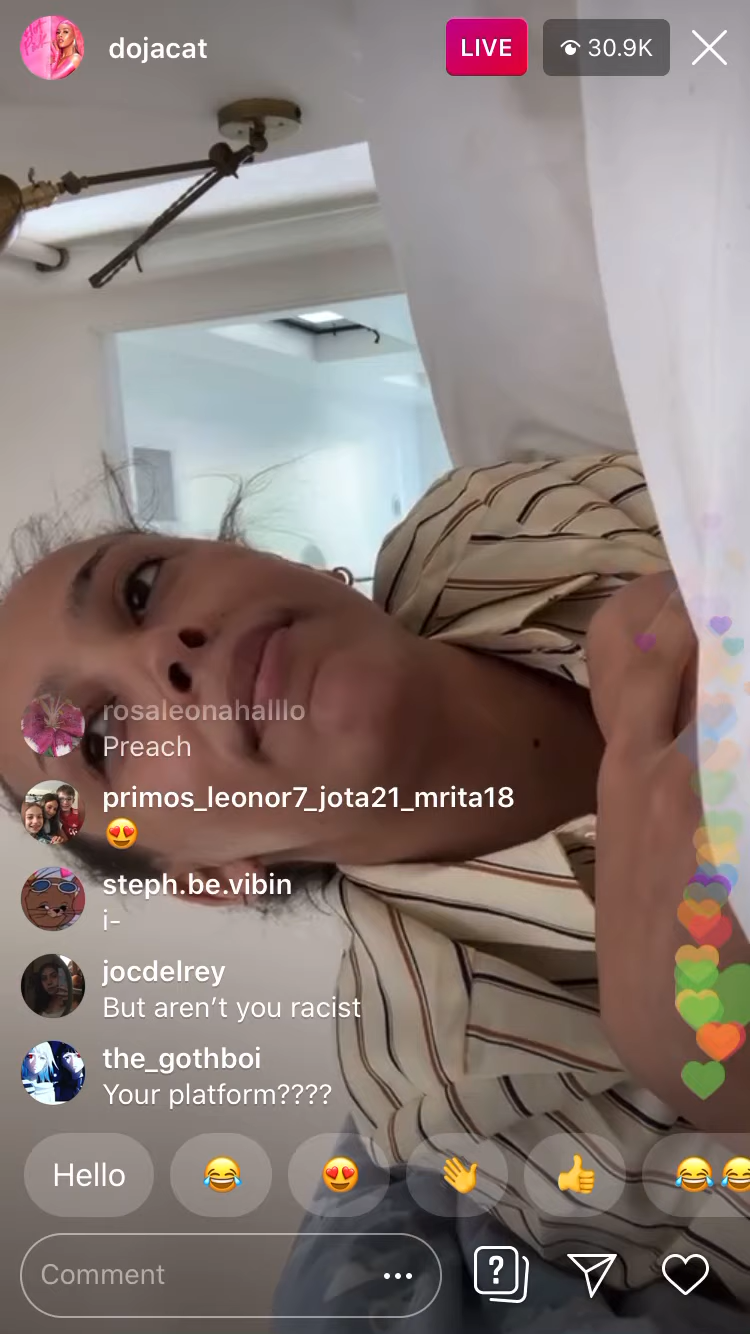 dojacat
LIVE
30.9K
rosaleonahalllo
Preach
primos_leonor7_jota21_mrita18
😍
steph.be.vibin
i-
jocdelrey
But aren’t you racist
the_gothboi
Your platform????
Hello 😂 😍 👋 👍 😂😂
Comment
?